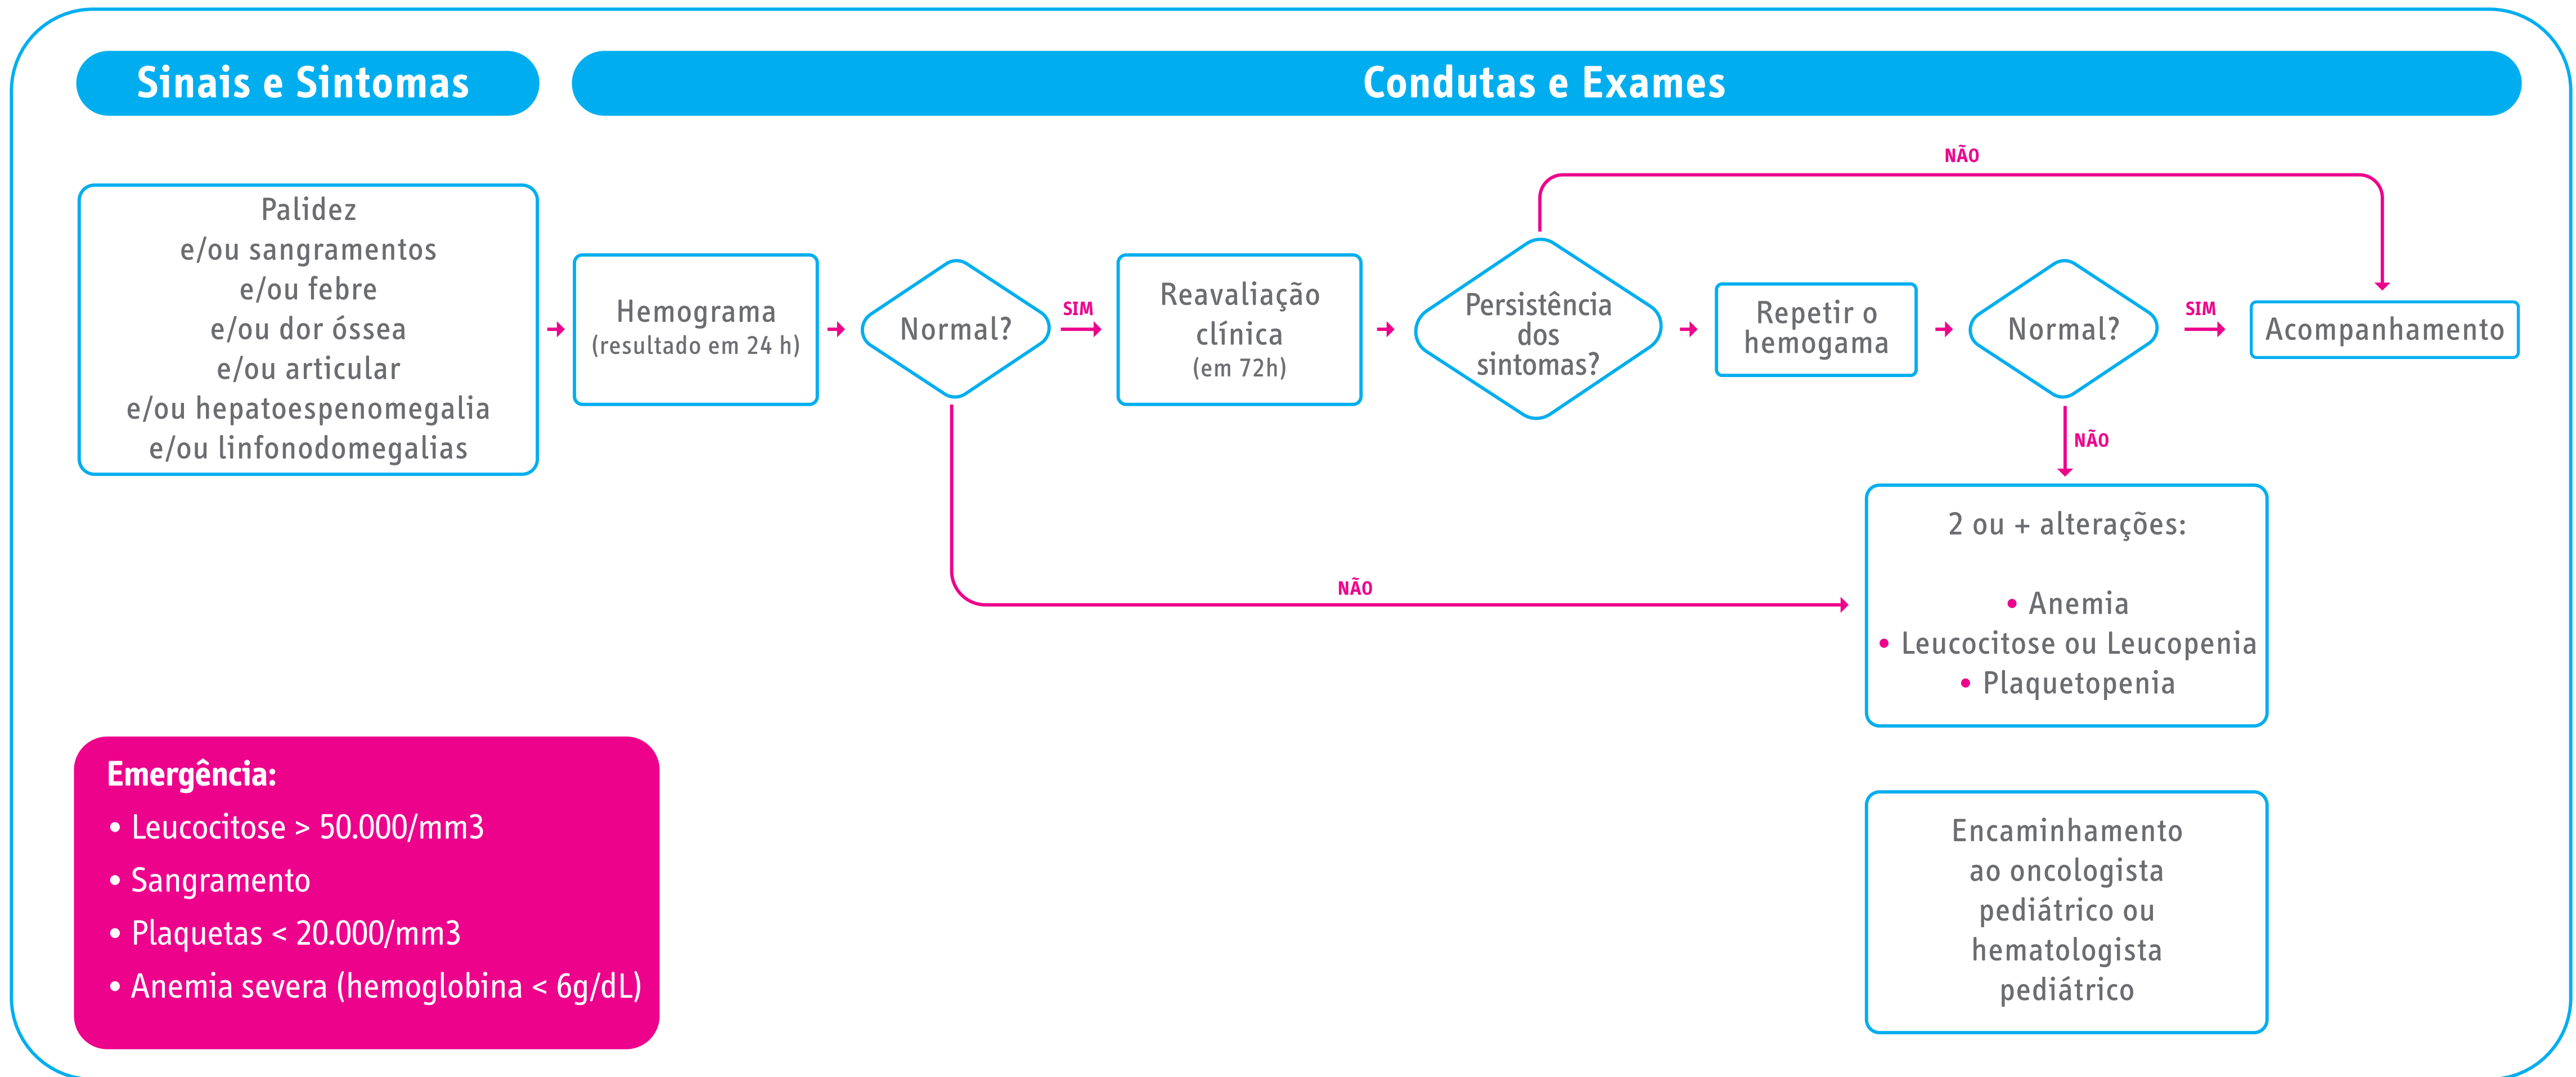 Sinais e Sintomas
Condutas e Exames
Palidez
e/ou sangramentos
e/ou febre
e/ou dor óssea
e/ou articular
e/ou hepatoespenomegalia
e/ou linfonodomegalias
Hemograma
(resultado em 24 h)
Normal?
SIM
NÃO
Reavaliação
clínica
(em 72h)
Persistência
dos
sintomas?
NÃO
Repetir o
hemogama
Normal?
SIM
NÃO
Acompanhamento
2 ou + alterações:
• Anemia
• Leucocitose ou Leucopenia
• Plaquetopenia
Encaminhamento
ao oncologista
pediátrico ou
hematologista
pediátrico
Emergência:
• Leucocitose > 50.000/mm3
• Sangramento
• Plaquetas < 20.000/mm3
• Anemia severa (hemoglobina < 6g/dL)